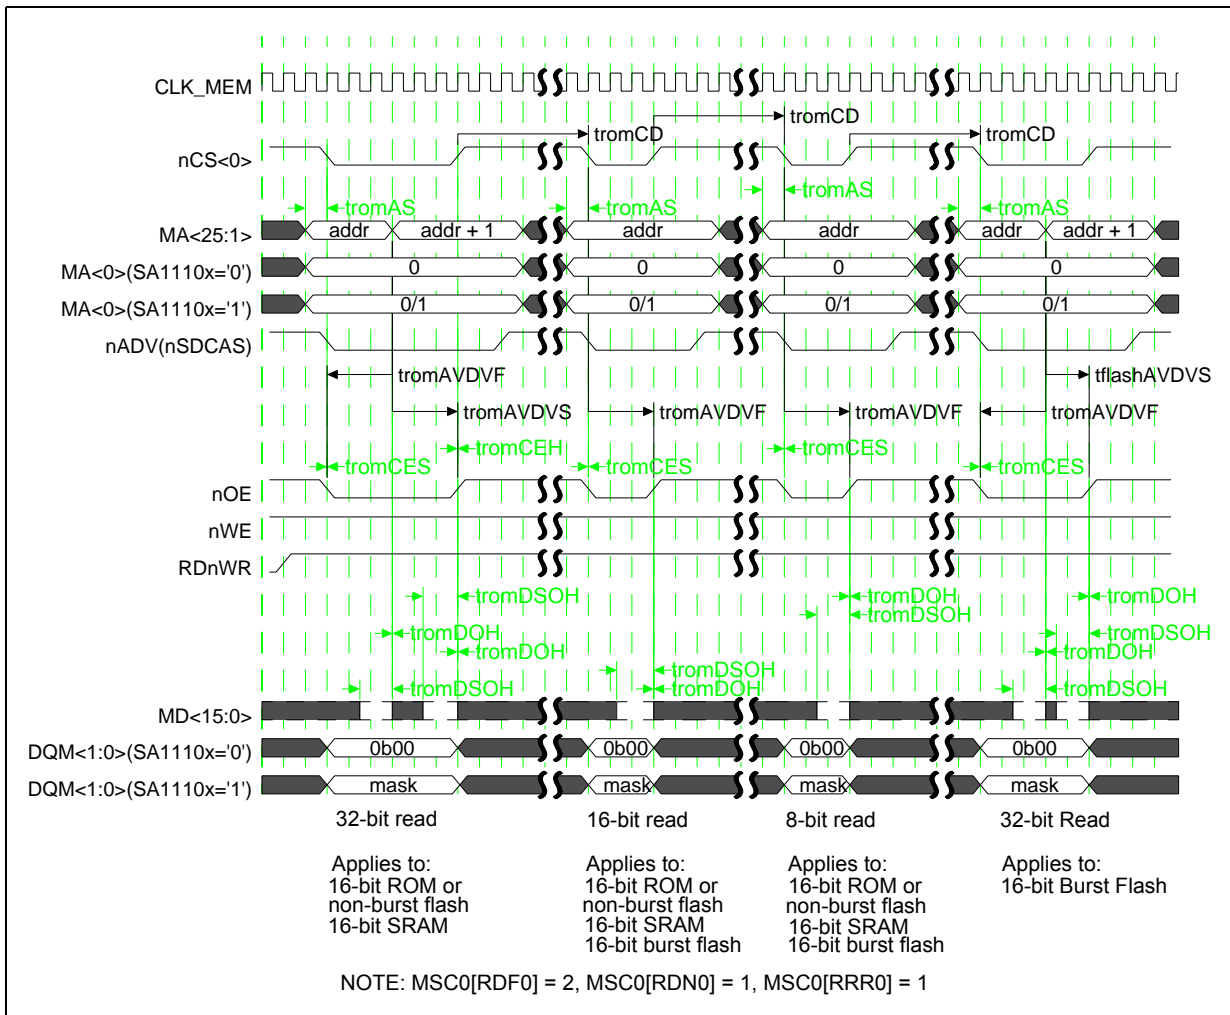 CLK_MEM
tromCD
tromCD
tromCD
nCS<0>
tromAS
tromAS
tromAS
tromAS
MA<25:1>
addr
addr + 1
addr
addr
addr
addr + 1
MA<0>(SA1110x='0')
0
0
0
0
MA<0>(SA1110x='1')
0/1
0/1
0/1
0/1
nADV(nSDCAS)
tromAVDVF
tflashAVDVS
tromAVDVS
tromAVDVF
tromAVDVF
tromAVDVF
tromCEH
tromCES
tromCES
tromCES
tromCES
nOE
nWE
RDnWR
tromDSOH
tromDOH
tromDOH
tromDSOH
tromDOH
tromDSOH
tromDOH
tromDOH
tromDSOH
tromDSOH
tromDOH
tromDSOH
MD<15:0>
DQM<1:0>(SA1110x='0')
0b00
0b00
0b00
0b00
DQM<1:0>(SA1110x='1')
mask
mask
mask
mask
32-bit read
16-bit read
8-bit read
32-bit Read
Applies to:
16-bit ROM or
non-burst flash
16-bit SRAM
Applies to:
16-bit ROM or
non-burst flash
16-bit SRAM
16-bit burst flash
Applies to:
16-bit ROM or
non-burst flash
16-bit SRAM
16-bit burst flash
Applies to:
16-bit Burst Flash
NOTE: MSC0[RDF0] = 2, MSC0[RDN0] = 1, MSC0[RRR0] = 1